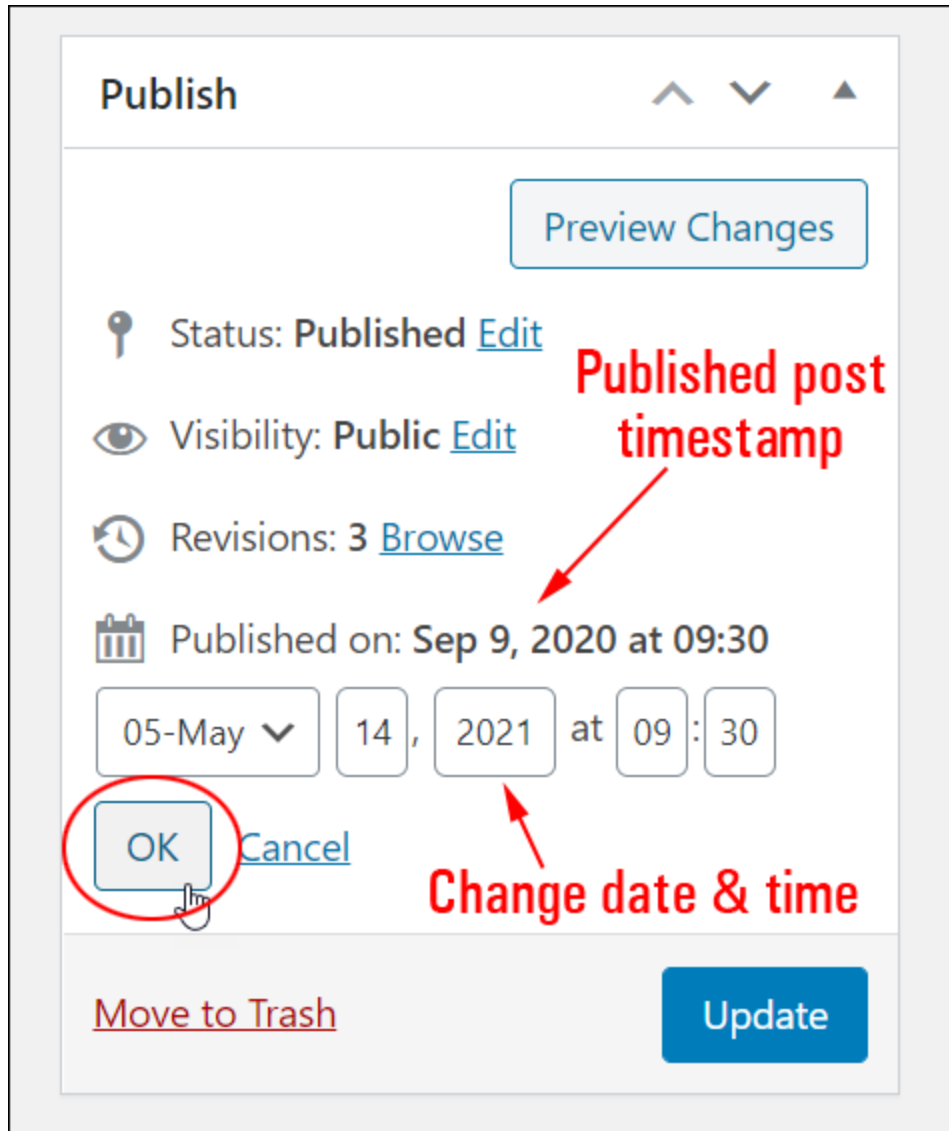 Publish
Preview Changes
Status: Published Edit
Published post
timestamp
Visibility: Public Edit
Revisions: 3 Browse
Published on: Sep 9, 2020 at 09:30
05-May 14, 2021 at 09:30
OK Cancel
Change date & time
Move to Trash Update